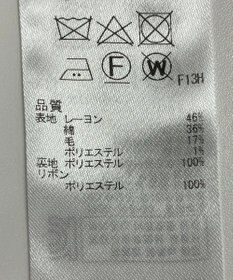 F
W
F13H
品質
表地 レーヨン 46%
綿 36%
毛 17%
ポリエステル 1%
裏地 ポリエステル 100%
リボン
ポリエステル 100%